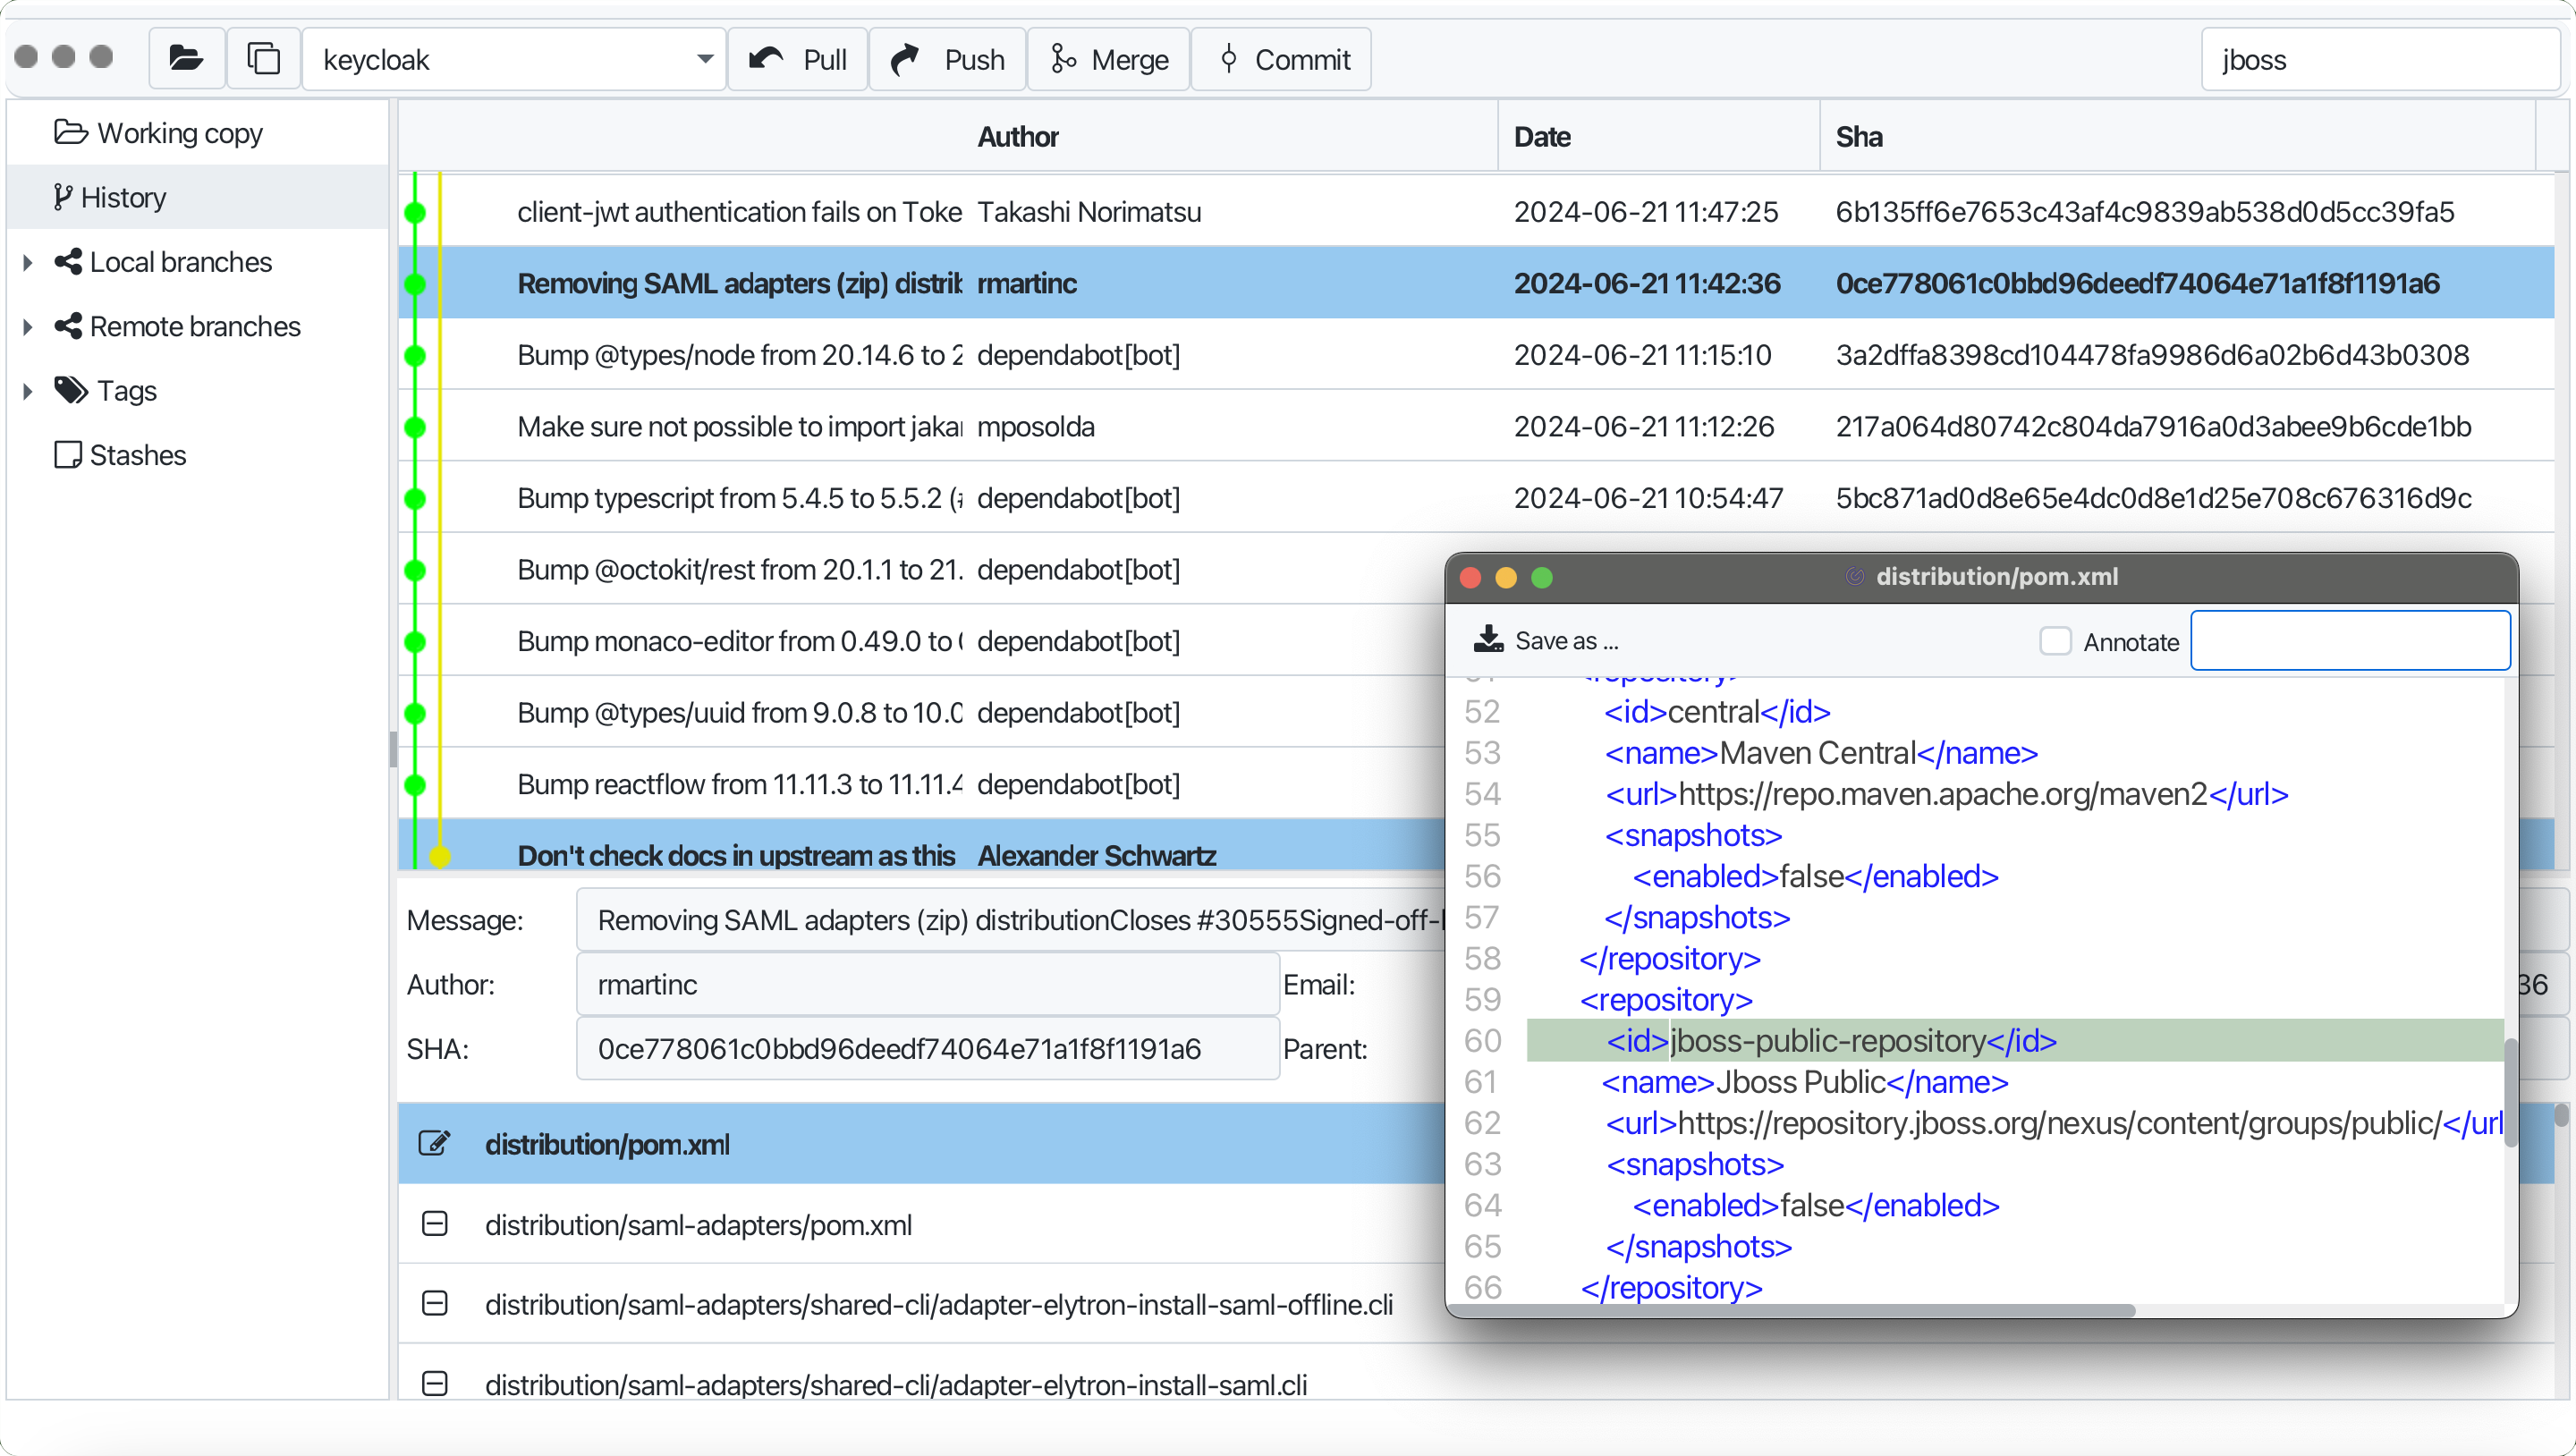 keycloak Pull Push Merge Commit jboss
Working copy
History
Local branches
Remote branches
Tags
Stashes
Author Date Sha
client-jwt authentication fails on Toke Takashi Norimatsu 2024-06-21 11:47:25 6b135ff6e7653c43af4c9839ab538d0d5cc39fa5
Removing SAML adapters (zip) distrib rmartinc 2024-06-21 11:42:36 0ce778061c0bbd96deedf74064e71a1f8f1191a6
Bump @types/node from 20.14.6 to 2 dependabot[bot] 2024-06-21 11:15:10 3a2dffa8398cd104478fa9986d6a02b6d43b0308
Make sure not possible to import jakar mposolda 2024-06-21 11:12:26 217a064d80742c804da7916a0d3abee9b6cde1bb
Bump typescript from 5.4.5 to 5.5.2 (# dependabot[bot] 2024-06-21 10:54:47 5bc871ad0d8e65e4dc0d8e1d25e708c676316d9c
Bump @octokit/rest from 20.1.1 to 21. dependabot[bot]
Bump monaco-editor from 0.49.0 to dependabot[bot]
Bump @types/uuid from 9.0.8 to 10.0 dependabot[bot]
Bump reactflow from 11.11.3 to 11.11.4 dependabot[bot]
Don't check docs in upstream as this Alexander Schwartz
Message: Removing SAML adapters (zip) distributionCloses #30555Signed-off-
Author: rmartinc Email: 36
SHA: 0ce778061c0bbd96deedf74064e71a1f8f1191a6 Parent:
distribution/pom.xml
distribution/saml-adapters/pom.xml
distribution/saml-adapters/shared-cli/adapter-elytron-install-saml-offline.cli
distribution/saml-adapters/shared-cli/adapter-elytron-install-saml.cli
distribution/pom.xml
Save as ... Annotate
51 <repository>
52 <id>central</id>
53 <name>Maven Central</name>
54 <url>https://repo.maven.apache.org/maven2</url>
55 <snapshots>
56 <enabled>false</enabled>
57 </snapshots>
58 </repository>
59 <repository>
60 <id>jboss-public-repository</id>
61 <name>Jboss Public</name>
62 <url>https://repository.jboss.org/nexus/content/groups/public/</url
63 <snapshots>
64 <enabled>false</enabled>
65 </snapshots>
66 </repository>